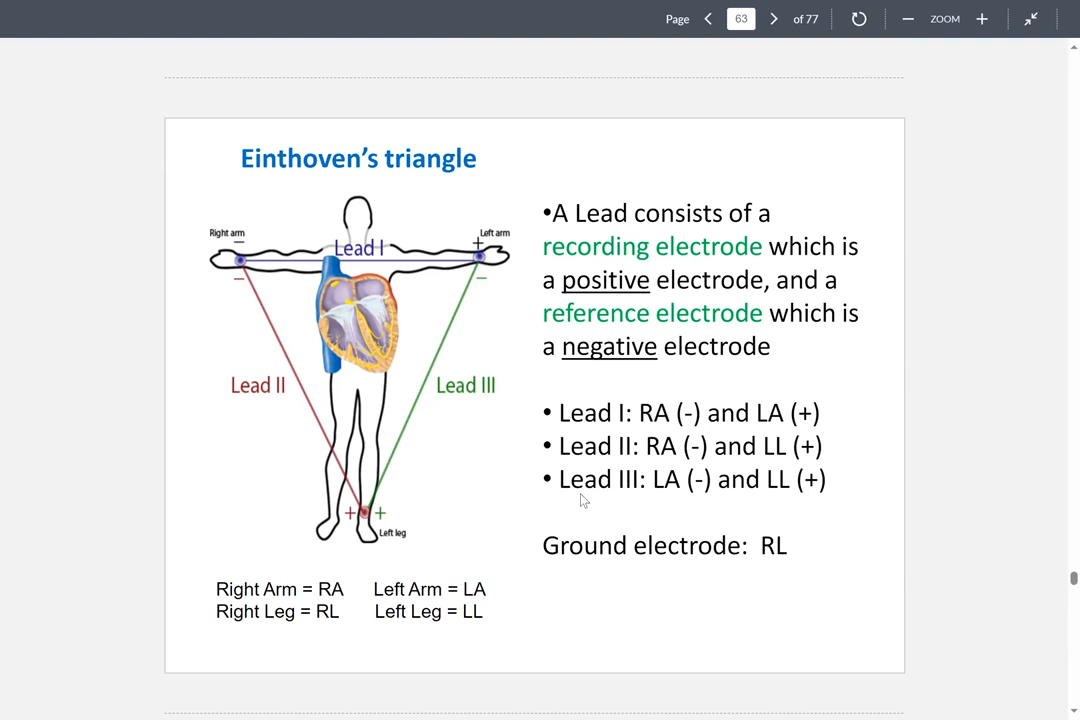 Page 63 of 77 ZOOM
Einthoven’s triangle
Right arm
Left arm
− + 
Lead I
− −
Lead II
Lead III
+ +
Left leg
•A Lead consists of a
recording electrode which is
a positive electrode, and a
reference electrode which is
a negative electrode
• Lead I: RA (-) and LA (+)
• Lead II: RA (-) and LL (+)
• Lead III: LA (-) and LL (+)
Ground electrode: RL
Right Arm = RA Left Arm = LA
Right Leg = RL Left Leg = LL